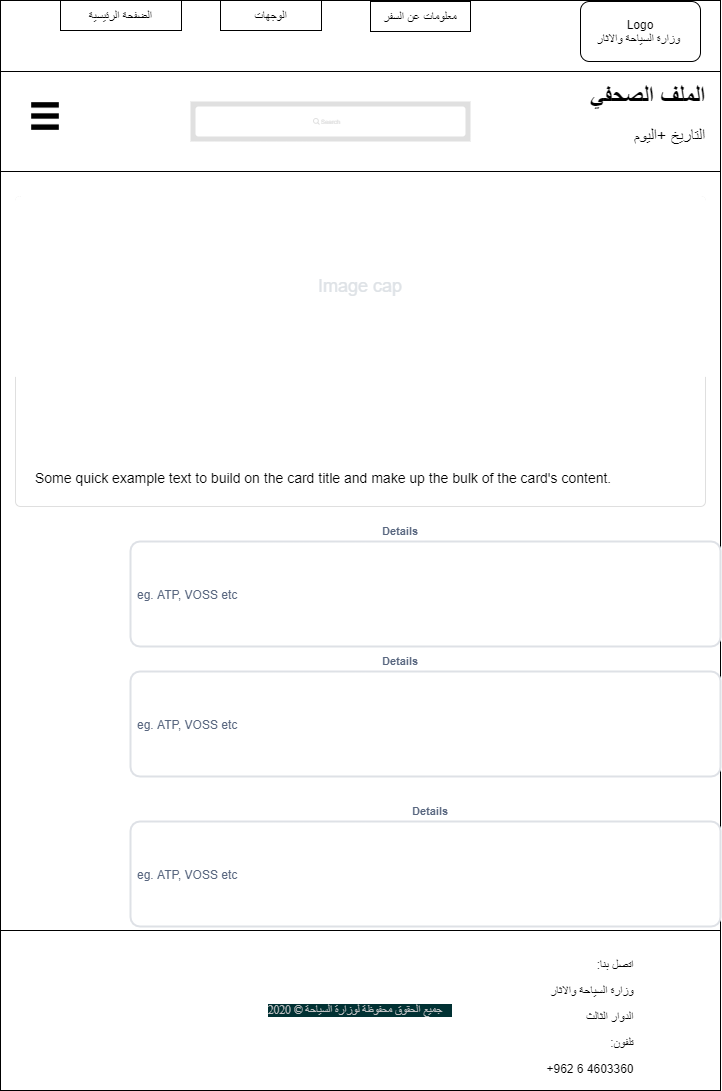 Logo
وزارة السياحة والاثار
معلومات عن السفر
الوجهات
الصفحة الرئيسية
الملف الصحفي
التاريخ +اليوم
Search
Image cap
Some quick example text to build on the card title and make up the bulk of the card's content.
Details
eg. ATP, VOSS etc
Details
eg. ATP, VOSS etc
Details
eg. ATP, VOSS etc
اتصل بنا:
وزارة السياحة والاثار
الدوار الثالث
تلفون:
+962 6 4603360
جميع الحقوق محفوظة لوزارة السياحة © 2020